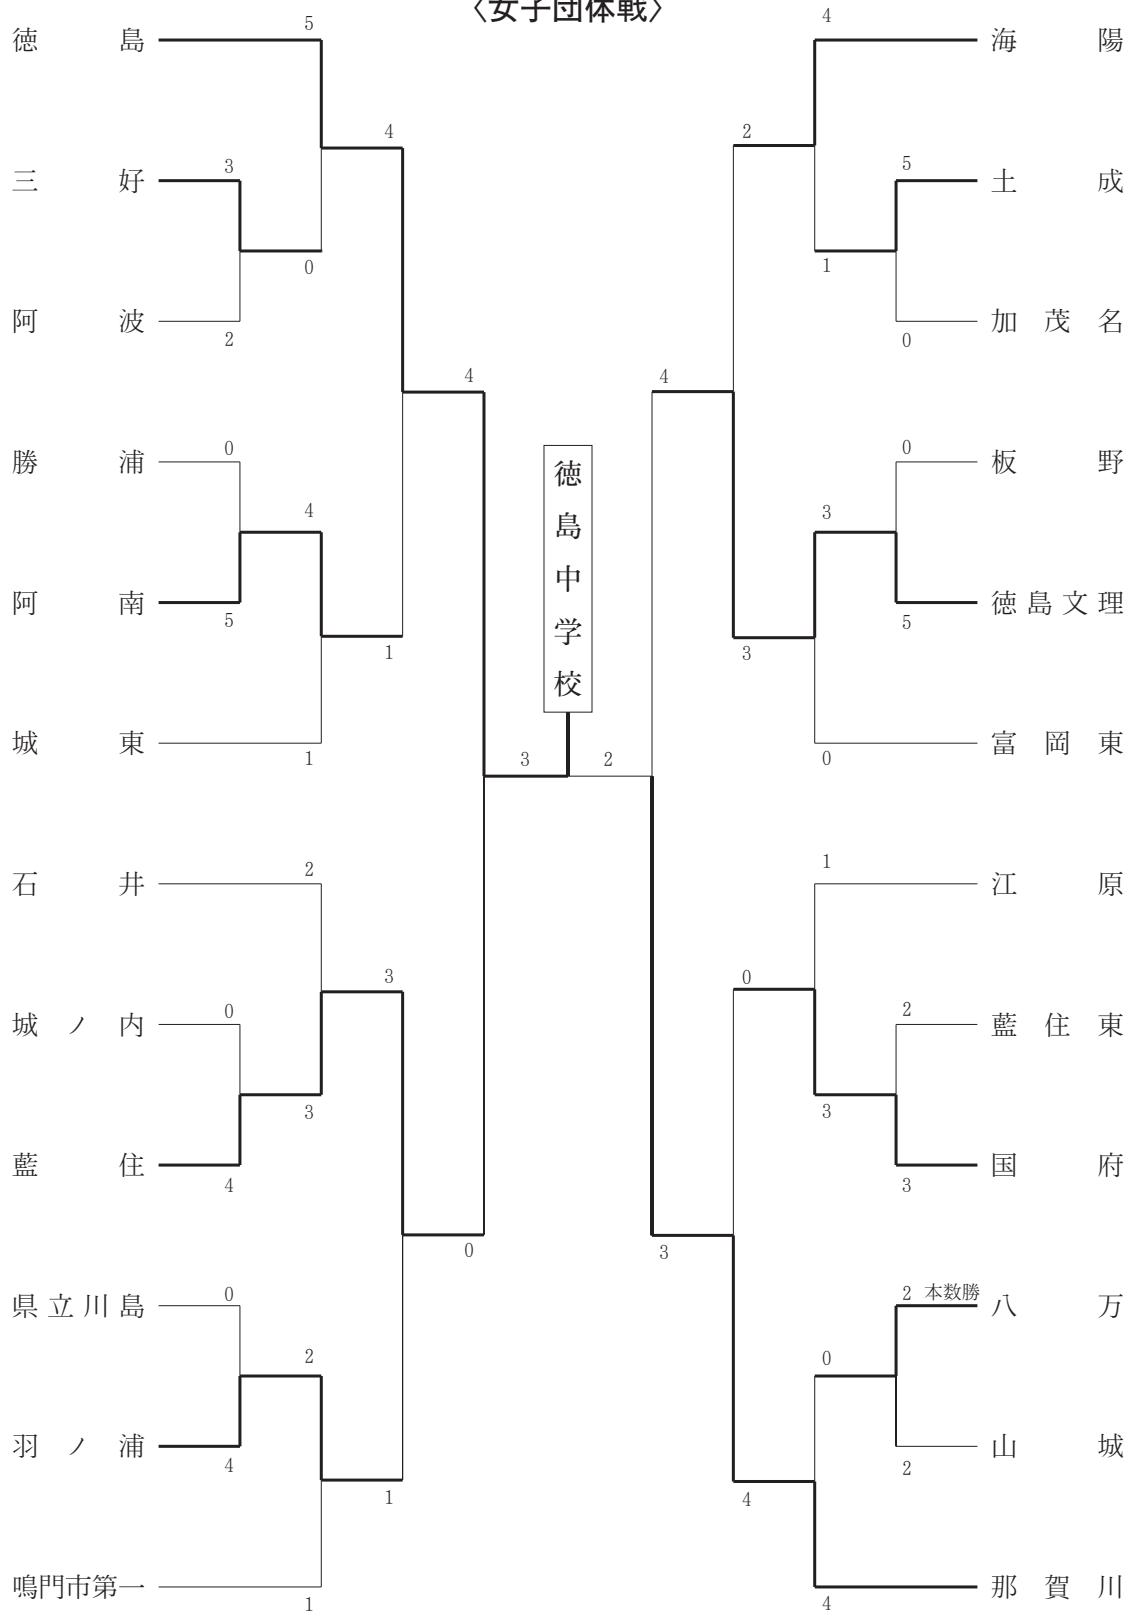 〈女子団体戦〉
徳島
5
4
三好
3
0
阿波
2
4
勝浦
0
4
阿南
5
1
城東
1
3
石井
2
3
城ノ内
0
3
藍住
4
0
県立川島
0
2
羽ノ浦
4
1
鳴門市第一
1
徳島中学校
海陽
4
2
土成
5
1
加茂名
0
4
板野
0
3
徳島文理
5
3
富岡東
0
2
江原
1
0
藍住東
2
3
国府
3
3
八万
2 本数勝
0
山城
2
4
那賀川
4